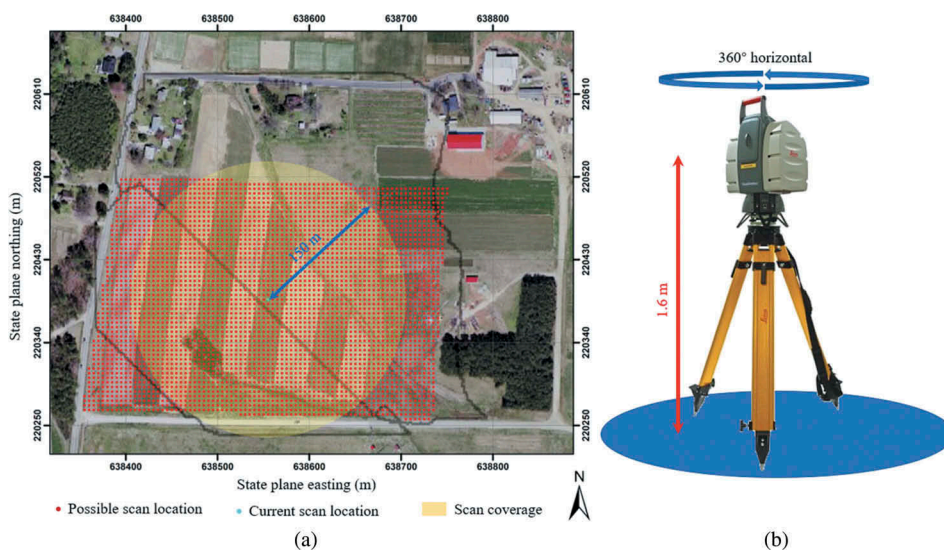 638400 638500 638600 638700 638800
220610
220520
220430
220340
220250
State plane northing (m)
150 m
220610
220520
220430
220340
220250
638400 638500 638600 638700 638800
State plane easting (m)
N
Possible scan location
Current scan location
Scan coverage
(a)
360° horizontal
1.6 m
Leica
(b)